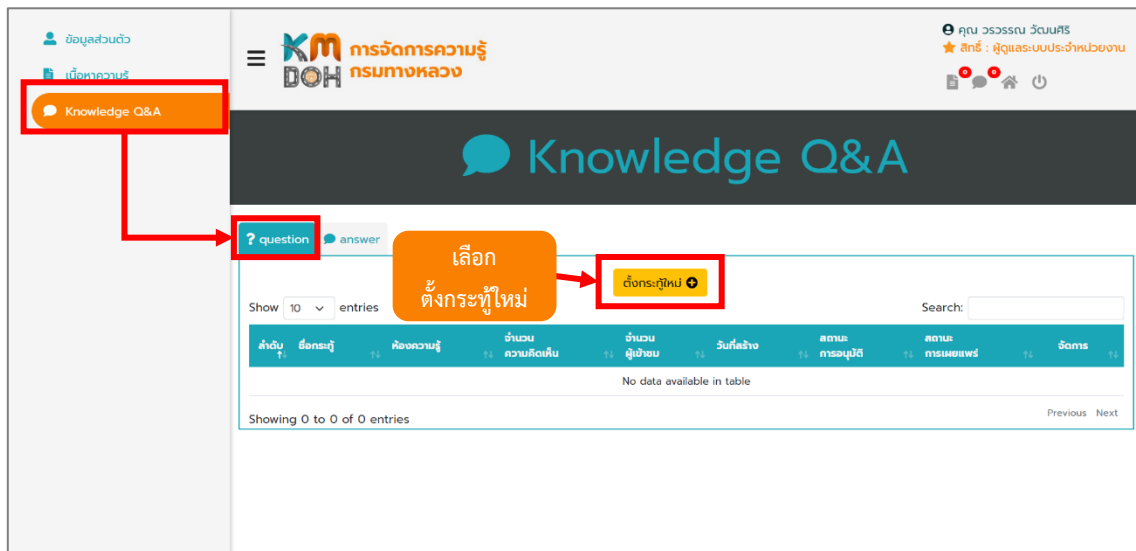 ข้อมูลส่วนตัว
เนื้อหาความรู้
Knowledge Q&A
KM DOH
การจัดการความรู้
กรมทางหลวง
คุณ วรวรรณ วัฒนศิริ
สิทธิ์ : ผู้ดูแลระบบประจำหน่วยงาน
0 0
Knowledge Q&A
? question answer
เลือก
ตั้งกระทู้ใหม่
ตั้งกระทู้ใหม่
Show 10 entries
Search:
ลำดับ ชื่อกระทู้ ห้องความรู้ จำนวนความคิดเห็น จำนวนผู้เข้าชม วันที่สร้าง สถานะการอนุมัติ สถานะการเผยแพร่ จัดการ
No data available in table
Showing 0 to 0 of 0 entries
Previous Next